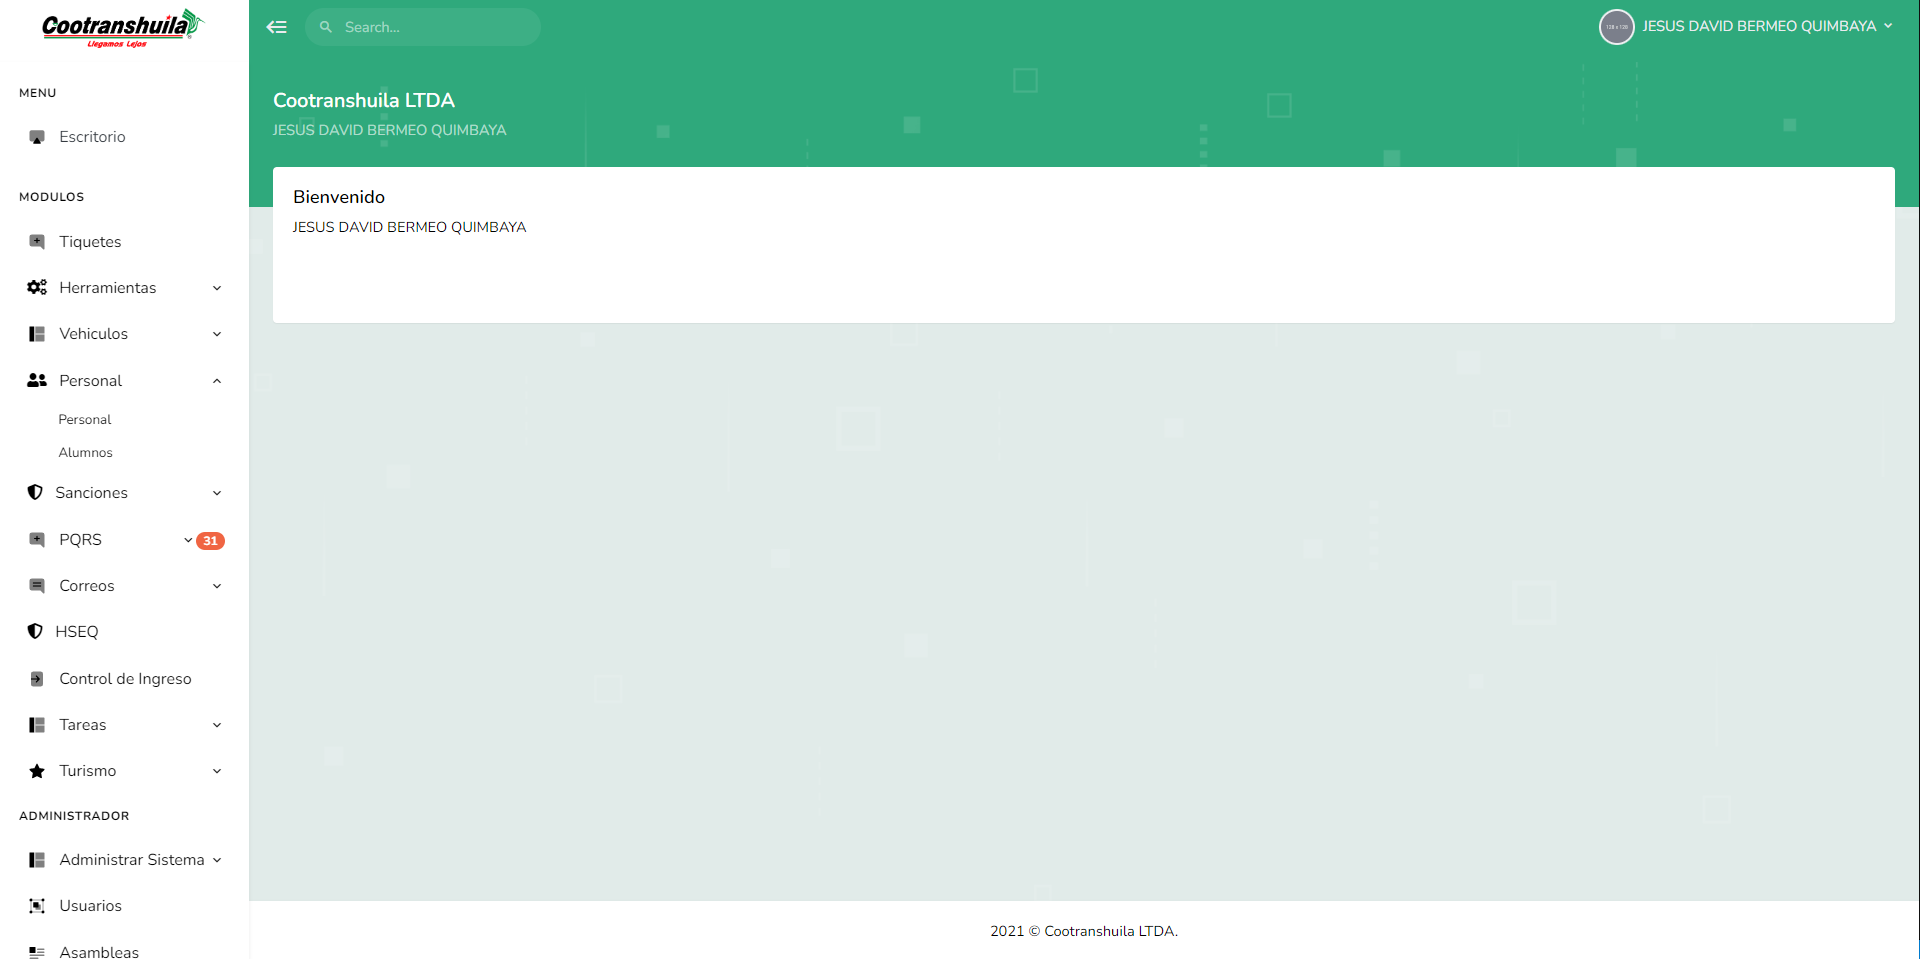 Cootranshuila
Llegamos Lejos
MENU
Escritorio
MODULOS
Tiquetes
Herramientas
Vehiculos
Personal
Personal
Alumnos
Sanciones
PQRS 31
Correos
HSEQ
Control de Ingreso
Tareas
Turismo
ADMINISTRADOR
Administrar Sistema
Usuarios
Asambleas
Search...
128 x 128
JESUS DAVID BERMEO QUIMBAYA
Cootranshuila LTDA
JESUS DAVID BERMEO QUIMBAYA
Bienvenido
JESUS DAVID BERMEO QUIMBAYA
2021 © Cootranshuila LTDA.